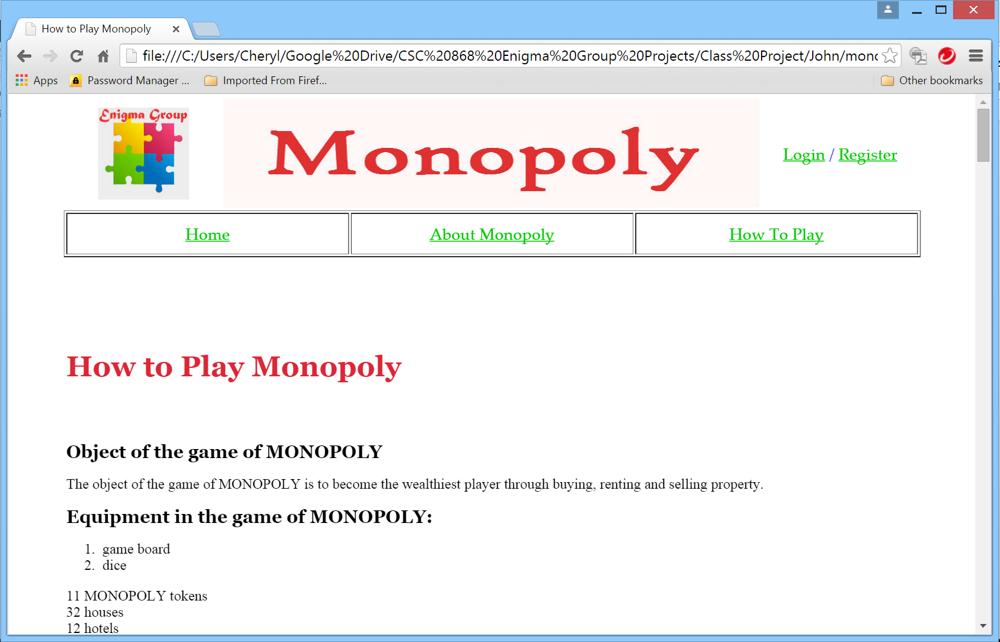 How to Play Monopoly
file:///C:/Users/Cheryl/Google%20Drive/CSC%20868%20Enigma%20Group%20Projects/Class%20Project/John/mono
Apps Password Manager ... Imported From Firef... Other bookmarks
Enigma Group
Monopoly
Login / Register
Home About Monopoly How To Play
How to Play Monopoly
Object of the game of MONOPOLY
The object of the game of MONOPOLY is to become the wealthiest player through buying, renting and selling property.
Equipment in the game of MONOPOLY:
1. game board
2. dice
11 MONOPOLY tokens
32 houses
12 hotels